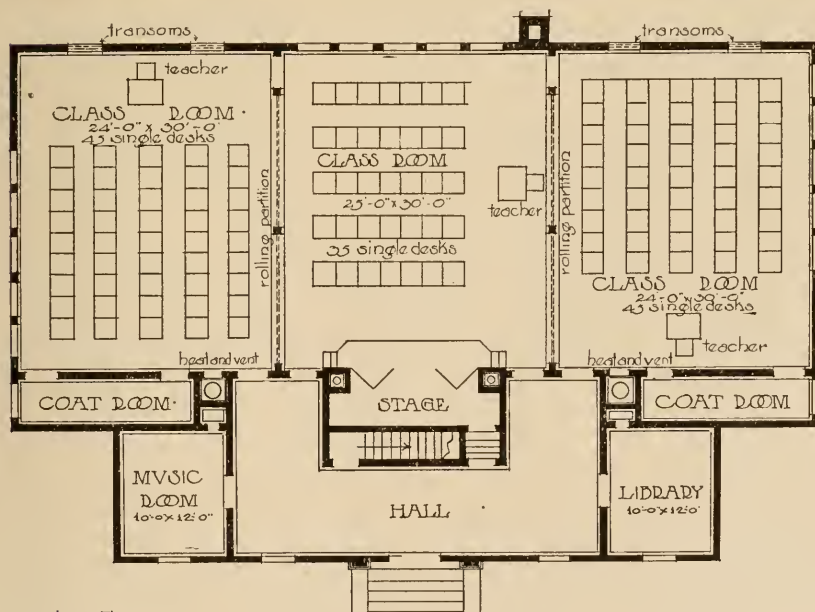 transoms
teacher
CLASS ROOM
24'-0" x 30'-0"
45 single desks
rolling partition
heat and vent
COAT ROOM
MVSIC
ROOM
10'-0" x 12'-0"
CLASS ROOM
25'-0" x 30'-0"
35 single desks
teacher
STAGE
HALL
transoms
rolling partition
CLASS ROOM
24'-0" x 30'-0"
45 single desks
teacher
heat and vent
COAT ROOM
LIBRARY
10'-0" x 12'-0"